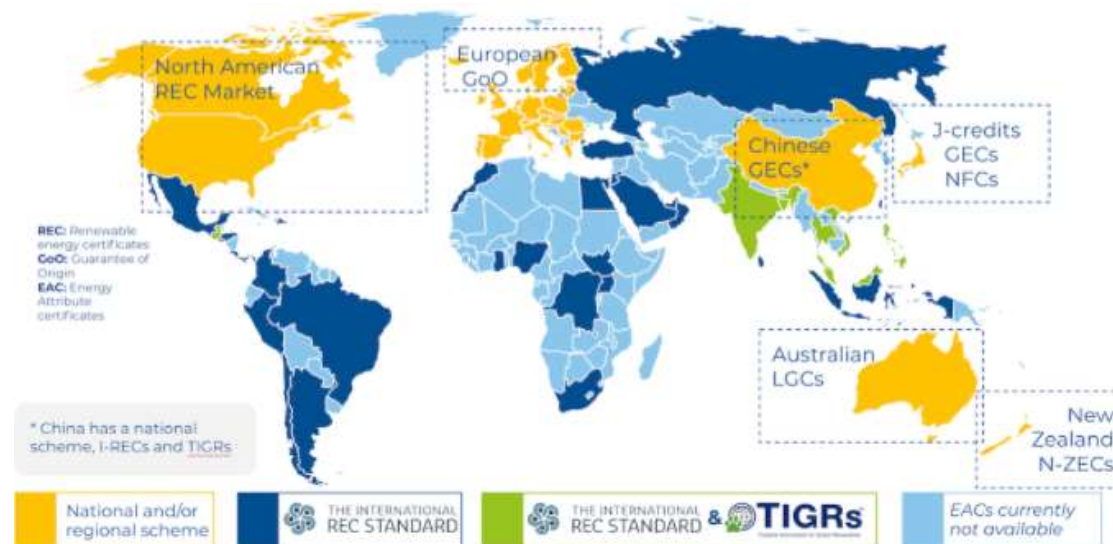 North American
REC Market
European
GoO
Chinese
GECs*
J-credits
GECs
NFCs
REC: Renewable
energy certificates
GoO: Guarantee of
Origin
EAC: Energy
Attribute
certificates
Australian
LGCs
New
Zealand
N-ZECs
* China has a national
scheme, I-RECs and TIGRs
National and/or
regional scheme
THE INTERNATIONAL
REC STANDARD
THE INTERNATIONAL
REC STANDARD
& TIGRs
EACs currently
not available